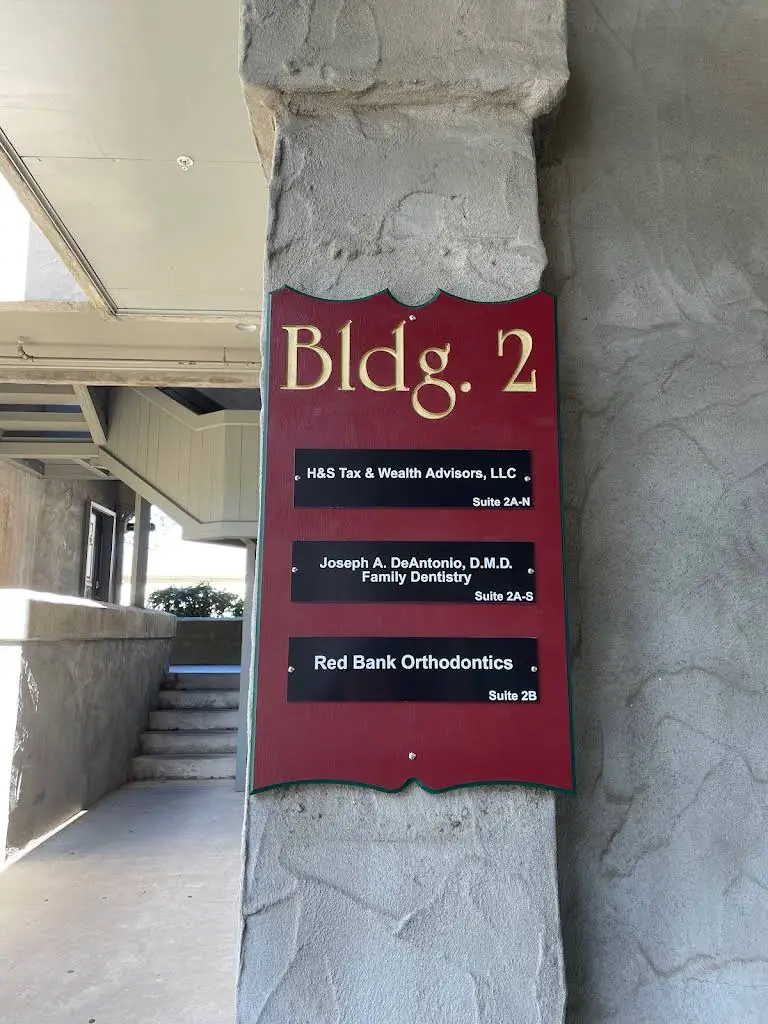 Bldg. 2
H&S Tax & Wealth Advisors, LLC
Suite 2A-N
Joseph A. DeAntonio, D.M.D.
Family Dentistry
Suite 2A-S
Red Bank Orthodontics
Suite 2B